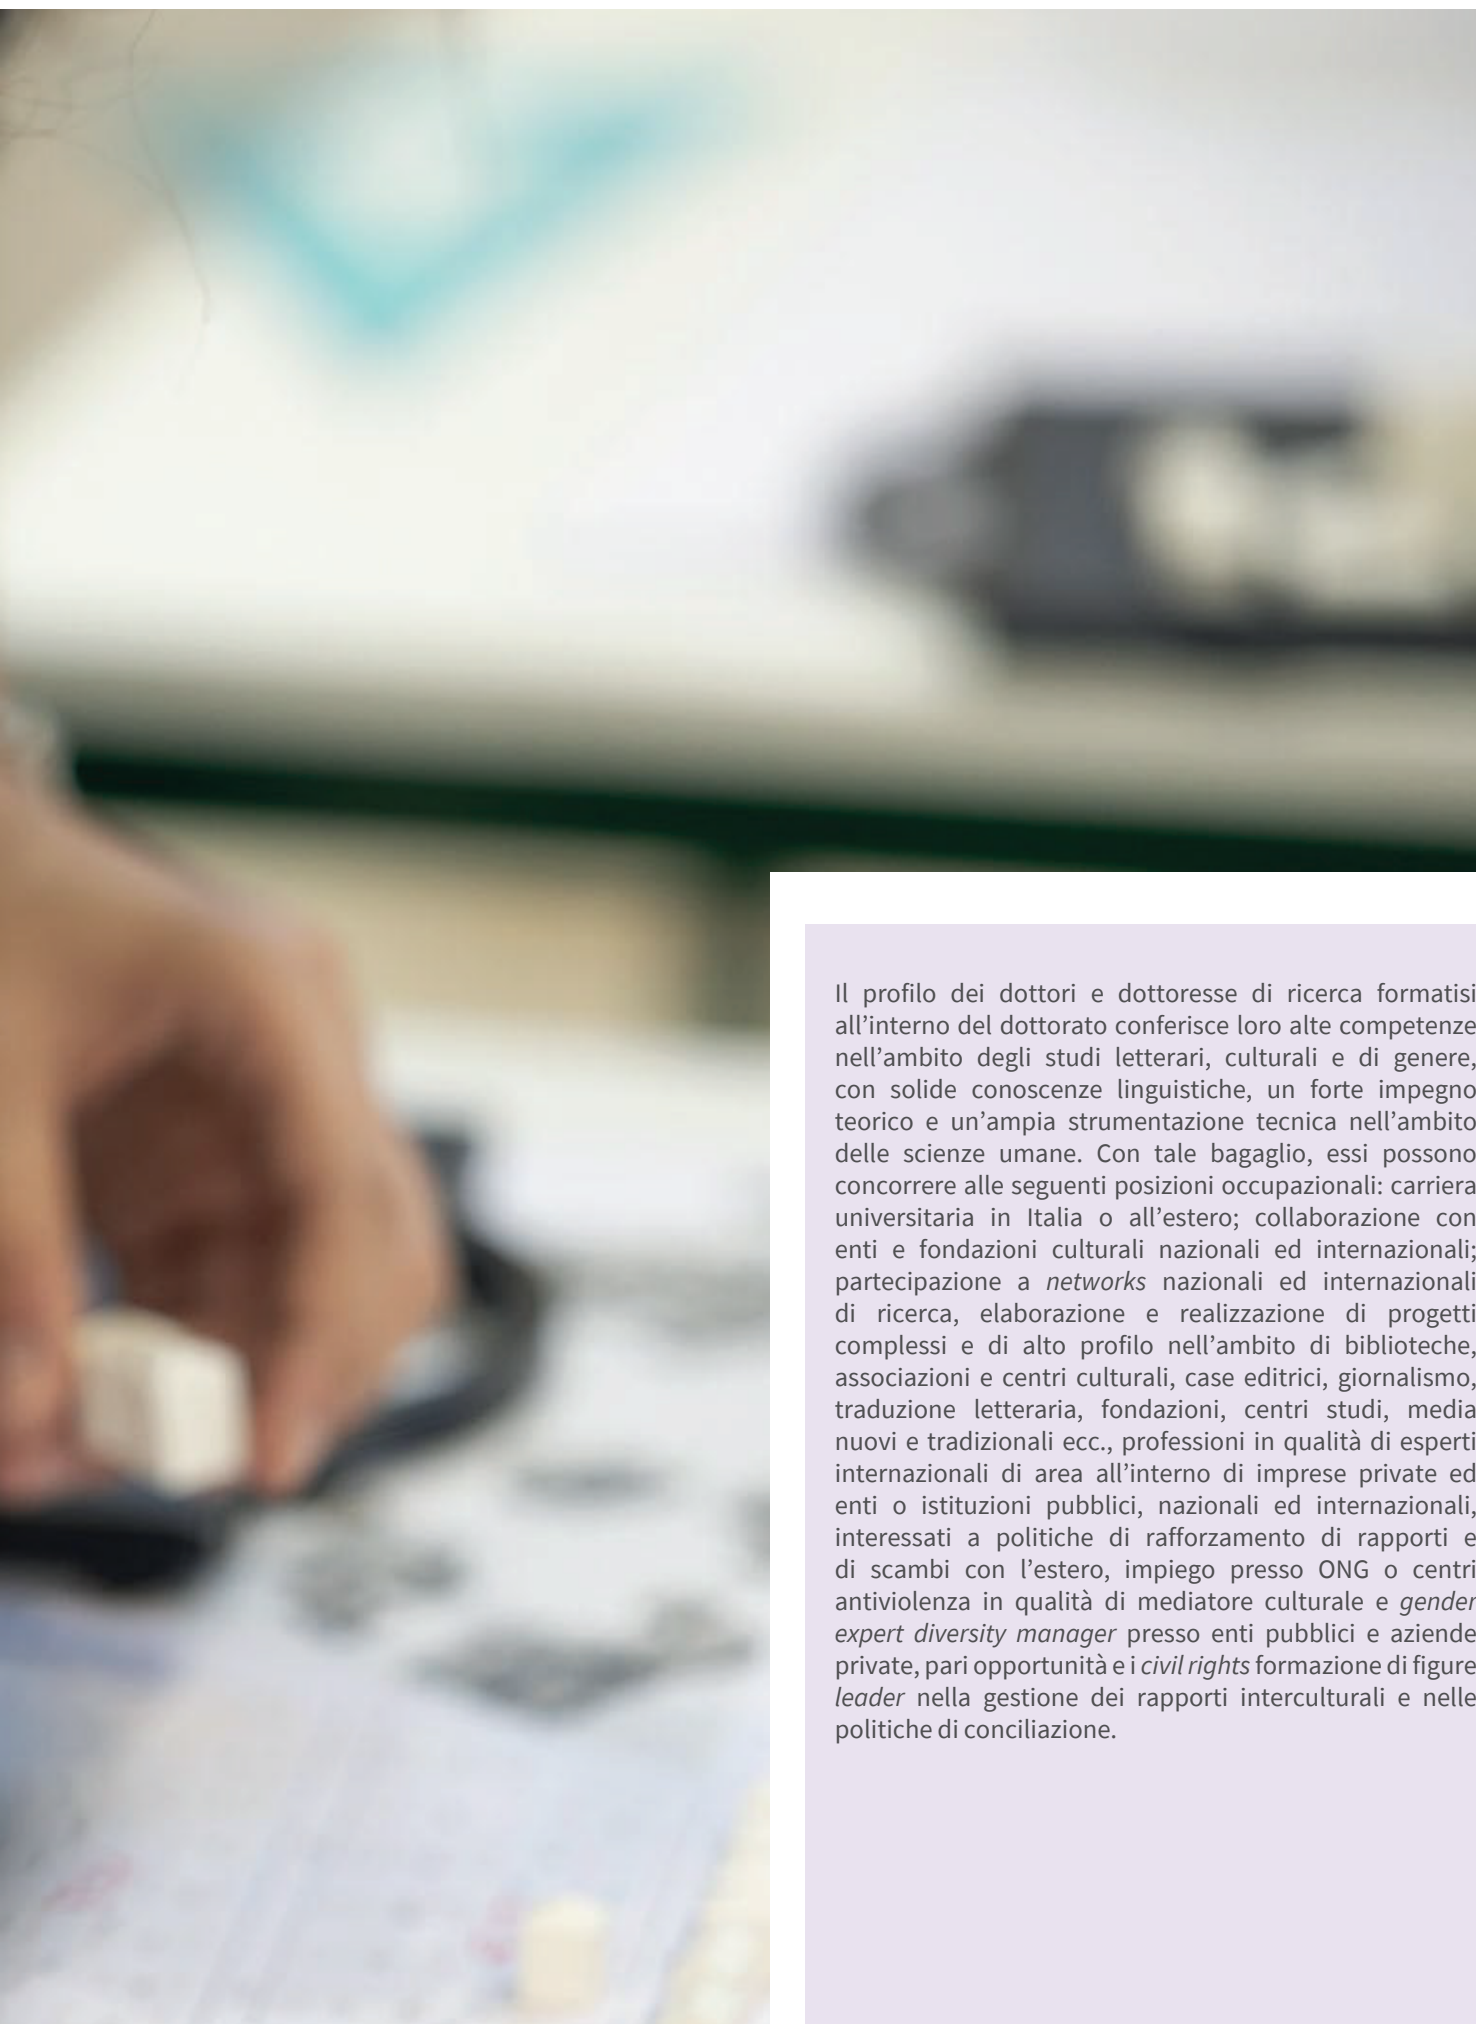 Il profilo dei dottori e dottoresse di ricerca formatisi
all’interno del dottorato conferisce loro alte competenze
nell’ambito degli studi letterari, culturali e di genere,
con solide conoscenze linguistiche, un forte impegno
teorico e un’ampia strumentazione tecnica nell’ambito
delle scienze umane. Con tale bagaglio, essi possono
concorrere alle seguenti posizioni occupazionali: carriera
universitaria in Italia o all’estero; collaborazione con
enti e fondazioni culturali nazionali ed internazionali;
partecipazione a networks nazionali ed internazionali
di ricerca, elaborazione e realizzazione di progetti
complessi e di alto profilo nell’ambito di biblioteche,
associazioni e centri culturali, case editrici, giornalismo,
traduzione letteraria, fondazioni, centri studi, media
nuovi e tradizionali ecc., professioni in qualità di esperti
internazionali di area all’interno di imprese private ed
enti o istituzioni pubblici, nazionali ed internazionali,
interessati a politiche di rafforzamento di rapporti e
di scambi con l’estero, impiego presso ONG o centri
antiviolenza in qualità di mediatore culturale e gender
expert diversity manager presso enti pubblici e aziende
private, pari opportunità e i civil rights formazione di figure
leader nella gestione dei rapporti interculturali e nelle
politiche di conciliazione.